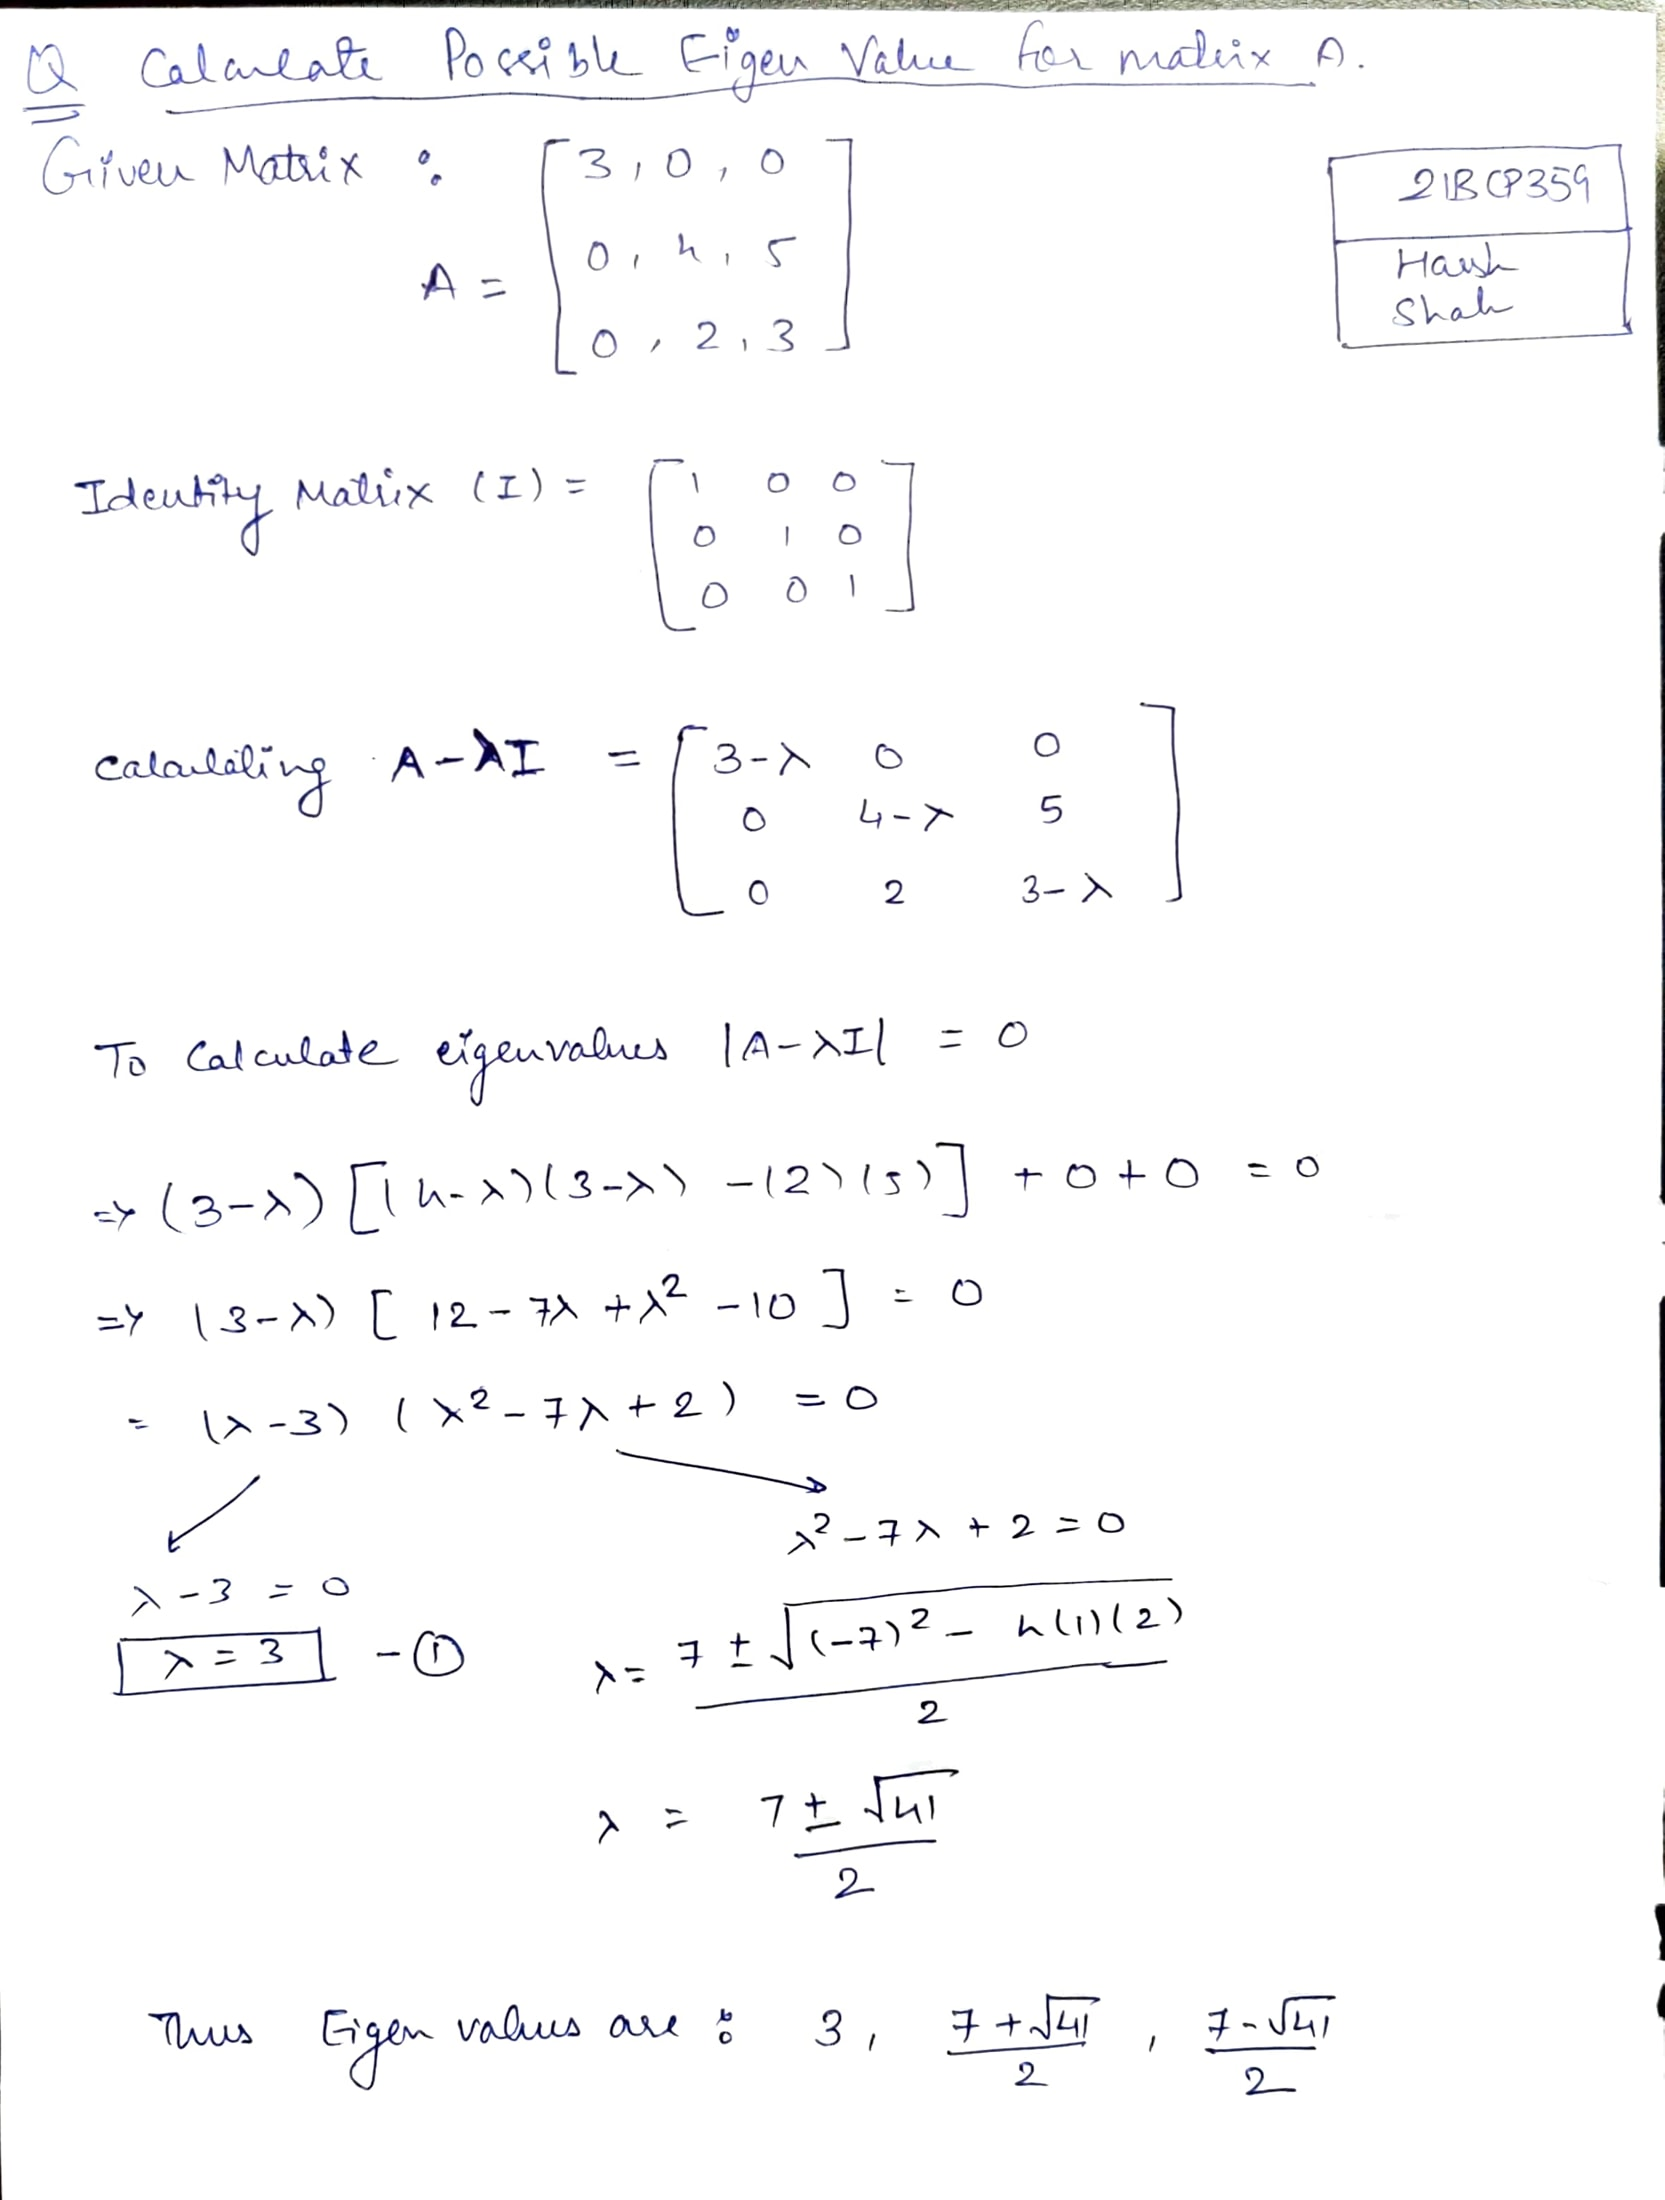 Q Calculate Possible Eigen Value for matrix A.
Given Matrix :
A = [ 3, 0, 0
0, 4, 5
0, 2, 3 ]
21BCP359
Harsh
Shah
Identity Matrix (I) = [ 1 0 0
0 1 0
0 0 1 ]
Calculating A-λI = [ 3-λ 0 0
0 4-λ 5
0 2 3-λ ]
To Calculate eigenvalues |A-λI| = 0
=> (3-λ) [(4-λ)(3-λ) -(2)(5)] + 0 + 0 = 0
=> (3-λ) [ 12 - 7λ + λ² - 10 ] = 0
= (λ-3) (λ² - 7λ + 2) = 0
λ² - 7λ + 2 = 0
λ - 3 = 0
λ = 3 - ①
λ = 7 ± √(-7)² - 4(1)(2)
2
λ = 7 ± √41
2
Thus Eigen values are : 3, 7 + √41 / 2 , 7 - √41 / 2